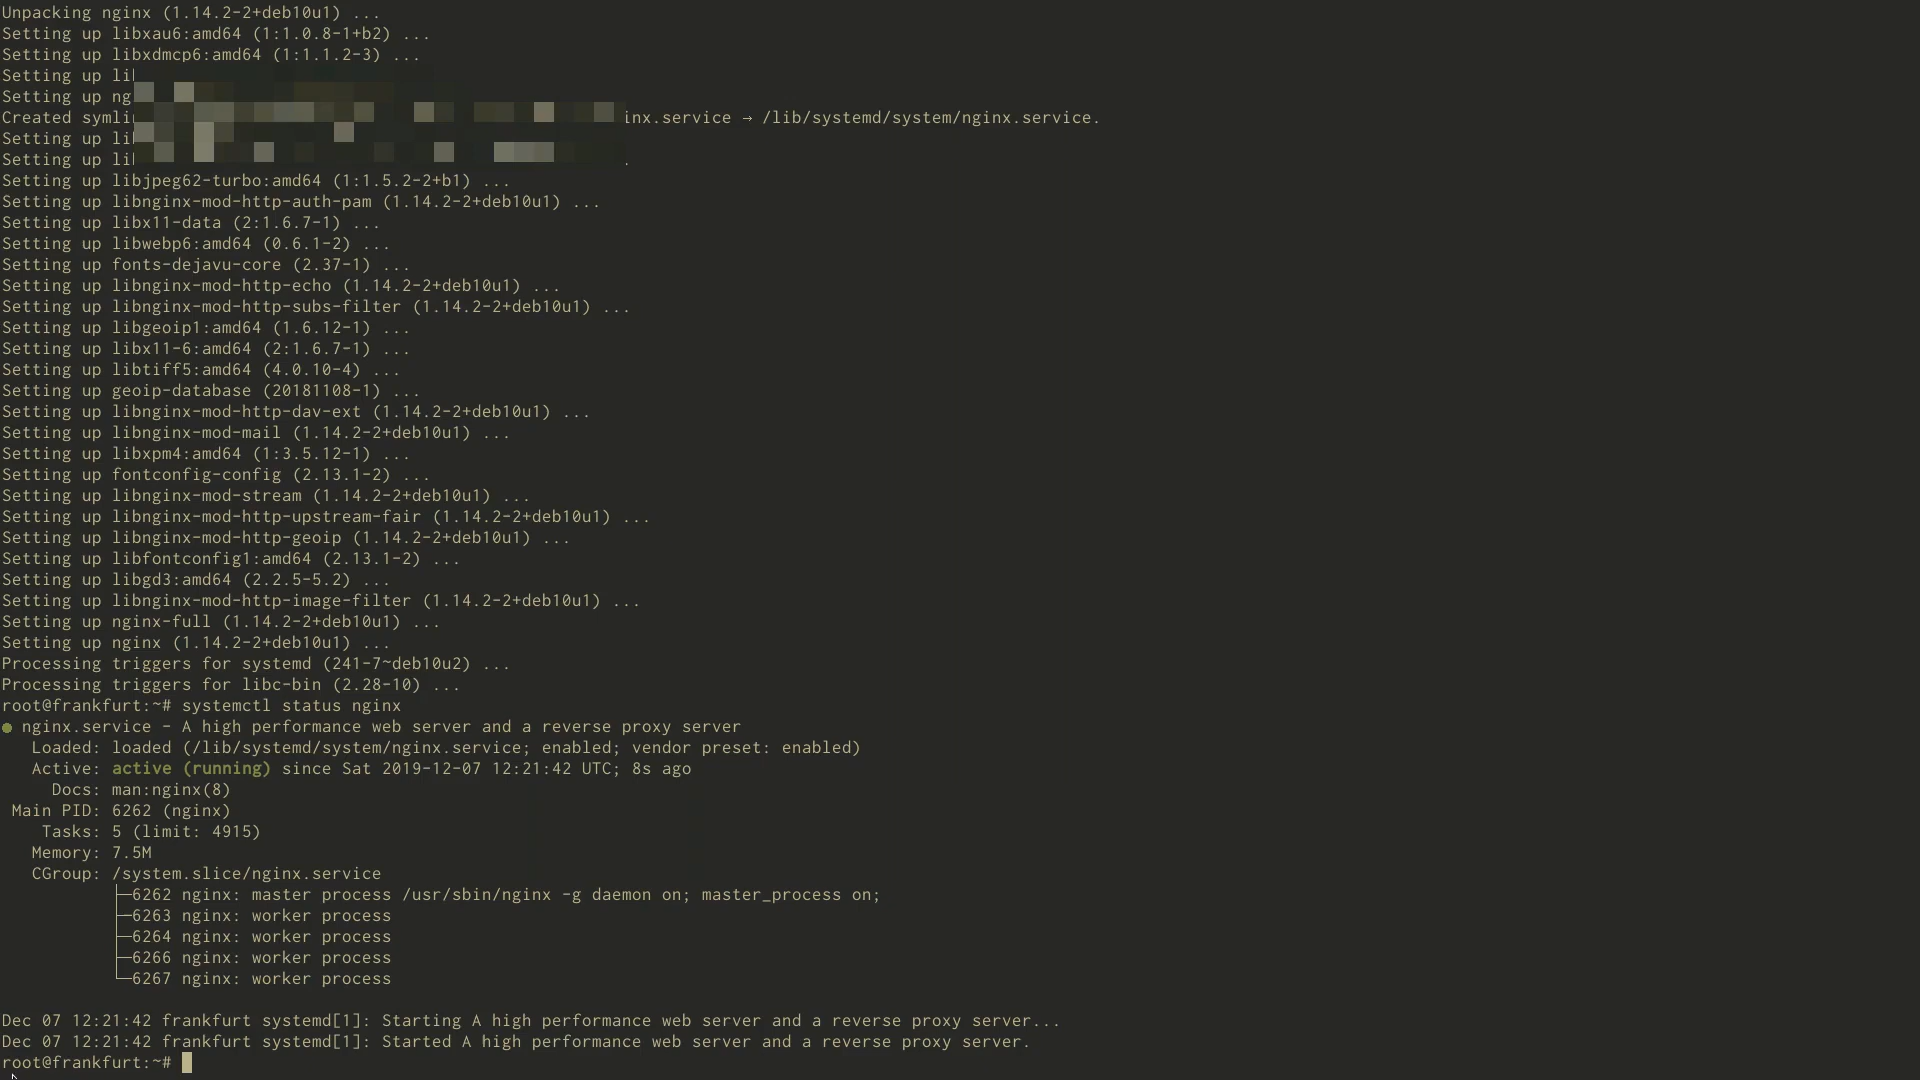 Unpacking nginx (1.14.2-2+deb10u1) ...
Setting up libxau6:amd64 (1:1.0.8-1+b2) ...
Setting up libxdmcp6:amd64 (1:1.1.2-3) ...
Setting up
Setting up
Created inx.service → /lib/systemd/system/nginx.service.
Setting up
Setting up .
Setting up libjpeg62-turbo:amd64 (1:1.5.2-2+b1) ...
Setting up libnginx-mod-http-auth-pam (1.14.2-2+deb10u1) ...
Setting up libx11-data (2:1.6.7-1) ...
Setting up libwebp6:amd64 (0.6.1-2) ...
Setting up fonts-dejavu-core (2.37-1) ...
Setting up libnginx-mod-http-echo (1.14.2-2+deb10u1) ...
Setting up libnginx-mod-http-subs-filter (1.14.2-2+deb10u1) ...
Setting up libgeoip1:amd64 (1.6.12-1) ...
Setting up libx11-6:amd64 (2:1.6.7-1) ...
Setting up libtiff5:amd64 (4.0.10-4) ...
Setting up geoip-database (20181108-1) ...
Setting up libnginx-mod-http-dav-ext (1.14.2-2+deb10u1) ...
Setting up libnginx-mod-mail (1.14.2-2+deb10u1) ...
Setting up libxpm4:amd64 (1:3.5.12-1) ...
Setting up fontconfig-config (2.13.1-2) ...
Setting up libnginx-mod-stream (1.14.2-2+deb10u1) ...
Setting up libnginx-mod-http-upstream-fair (1.14.2-2+deb10u1) ...
Setting up libnginx-mod-http-geoip (1.14.2-2+deb10u1) ...
Setting up libfontconfig1:amd64 (2.13.1-2) ...
Setting up libgd3:amd64 (2.2.5-5.2) ...
Setting up libnginx-mod-http-image-filter (1.14.2-2+deb10u1) ...
Setting up nginx-full (1.14.2-2+deb10u1) ...
Setting up nginx (1.14.2-2+deb10u1) ...
Processing triggers for systemd (241-7~deb10u2) ...
Processing triggers for libc-bin (2.28-10) ...
root@frankfurt:~# systemctl status nginx
● nginx.service - A high performance web server and a reverse proxy server
Loaded: loaded (/lib/systemd/system/nginx.service; enabled; vendor preset: enabled)
Active: active (running) since Sat 2019-12-07 12:21:42 UTC; 8s ago
Docs: man:nginx(8)
Main PID: 6262 (nginx)
Tasks: 5 (limit: 4915)
Memory: 7.5M
CGroup: /system.slice/nginx.service
├─6262 nginx: master process /usr/sbin/nginx -g daemon on; master_process on;
├─6263 nginx: worker process
├─6264 nginx: worker process
├─6266 nginx: worker process
└─6267 nginx: worker process
Dec 07 12:21:42 frankfurt systemd[1]: Starting A high performance web server and a reverse proxy server...
Dec 07 12:21:42 frankfurt systemd[1]: Started A high performance web server and a reverse proxy server.
root@frankfurt:~#